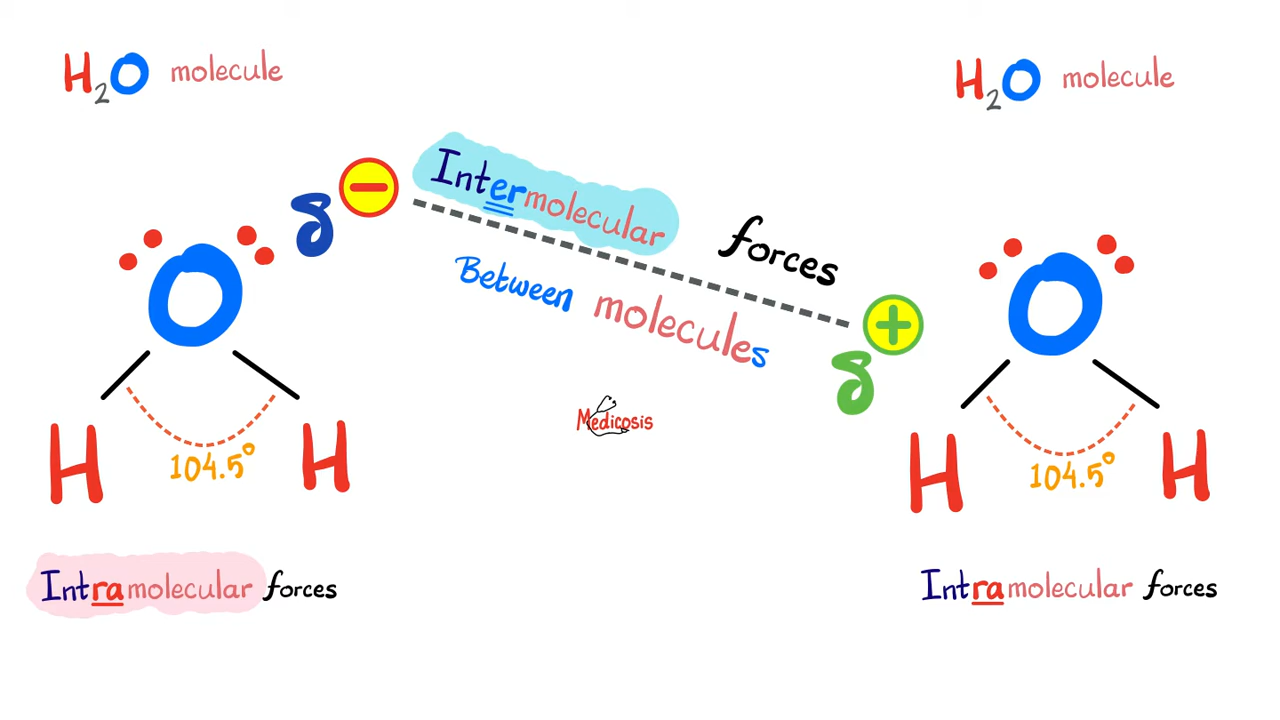 H2O molecule
H2O molecule
Intermolecular forces
Between molecules
δ −
δ +
O
O
H H
H H
104.5°
104.5°
Medicosis
Intramolecular forces
Intramolecular forces